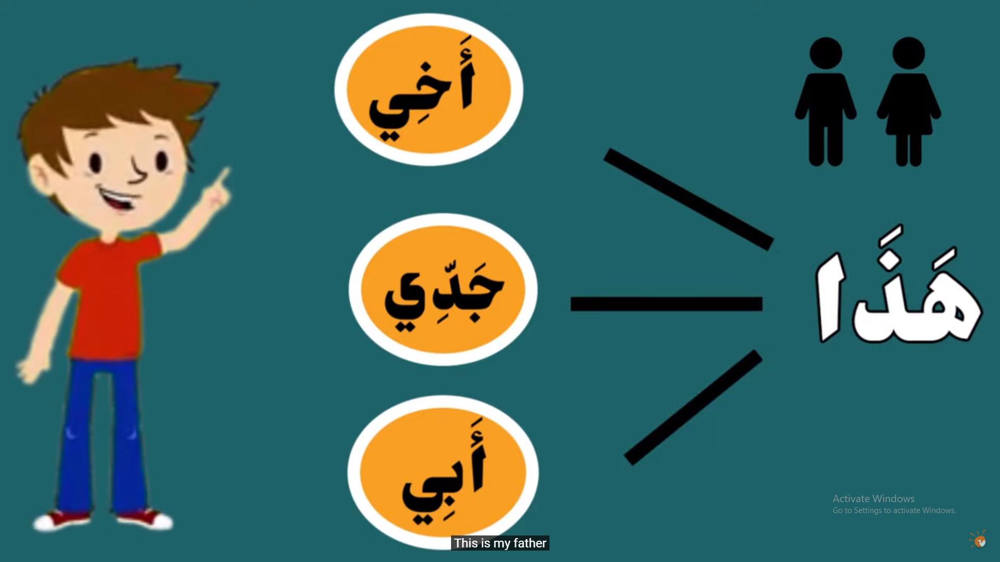 أَخِي
هَذَا
جَدِّي
أَبِي
This is my father
Activate Windows
Go to Settings to activate Windows.